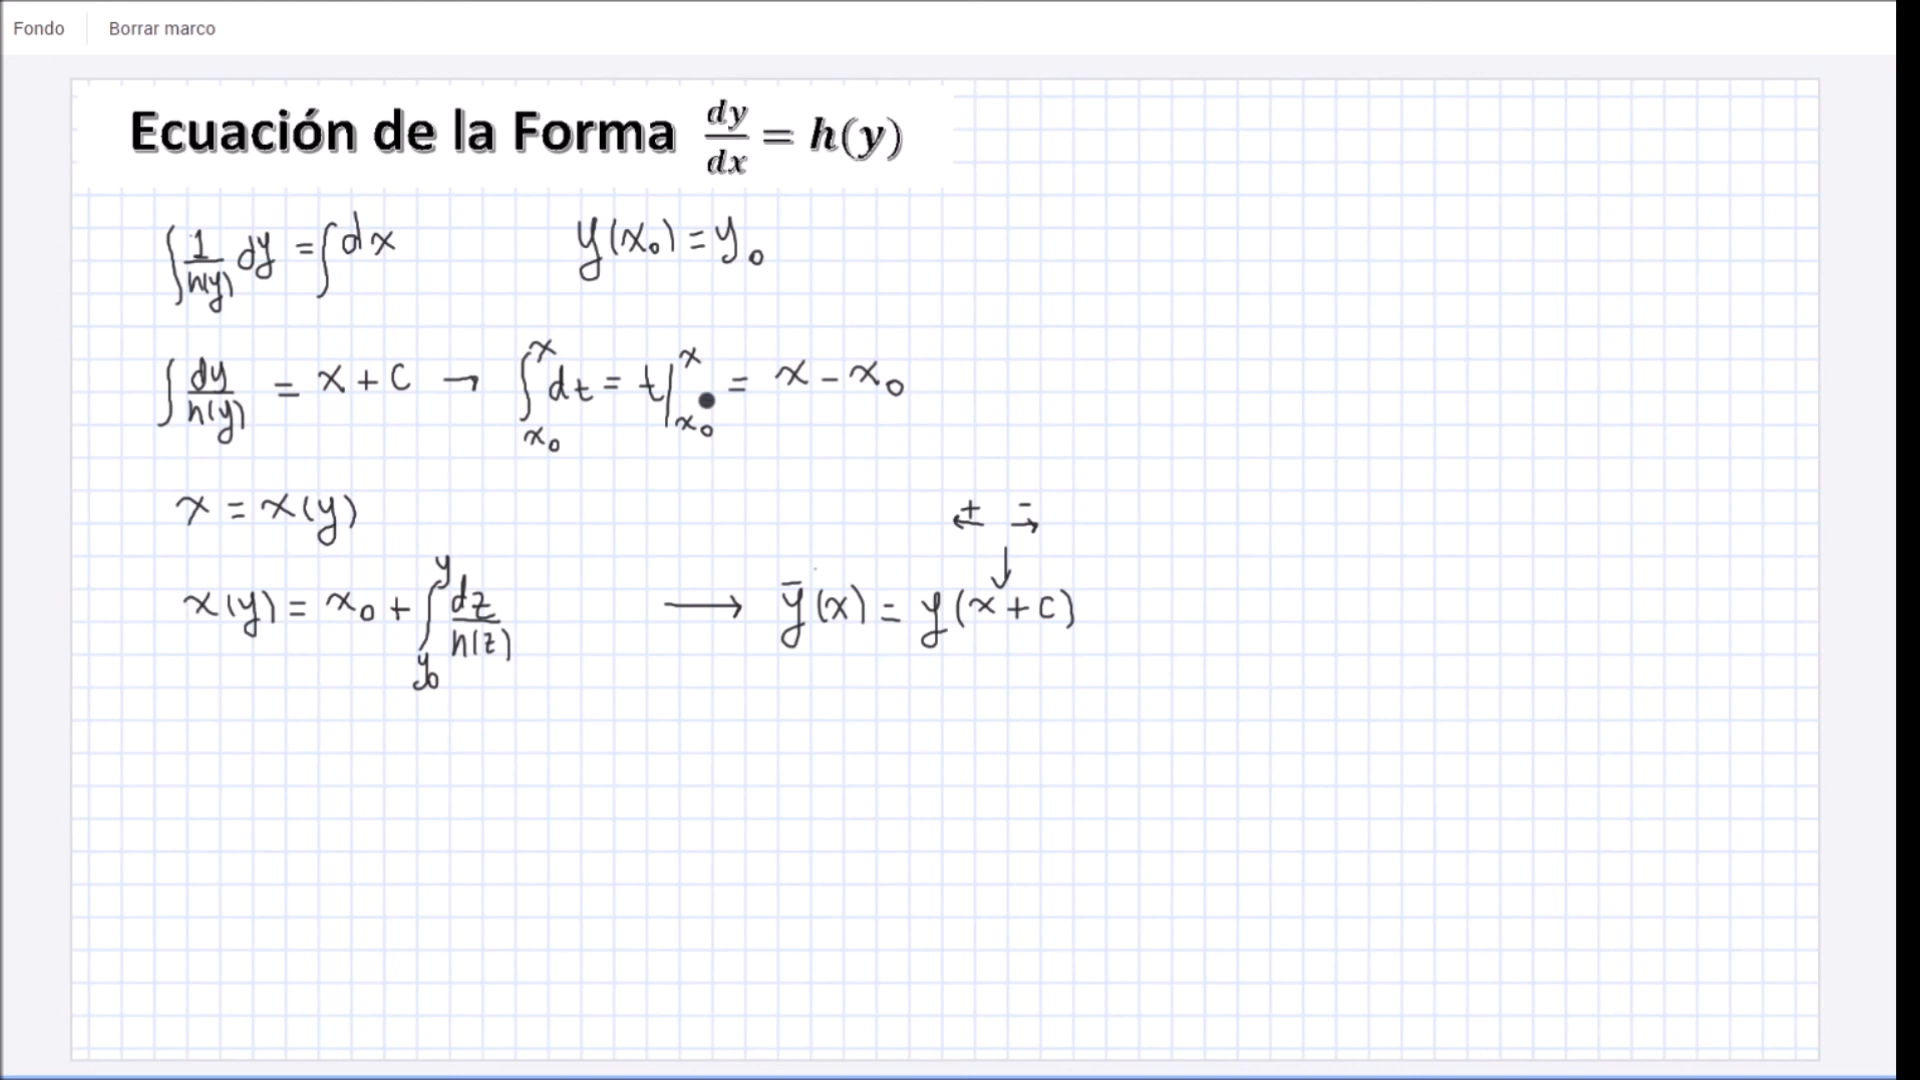 Fondo Borrar marco
Ecuación de la Forma dy/dx = h(y)
∫ 1/h(y) dy = ∫ dx y(x₀) = y₀
∫ dy/h(y) = x + c → ∫_{x₀}^{x} dt = t|_{x₀}^{x} = x - x₀
x = x(y)
+ -
← →
↓
x(y) = x₀ + ∫_{y₀}^{y} dz/h(z) → ȳ(x) = y(x + c)